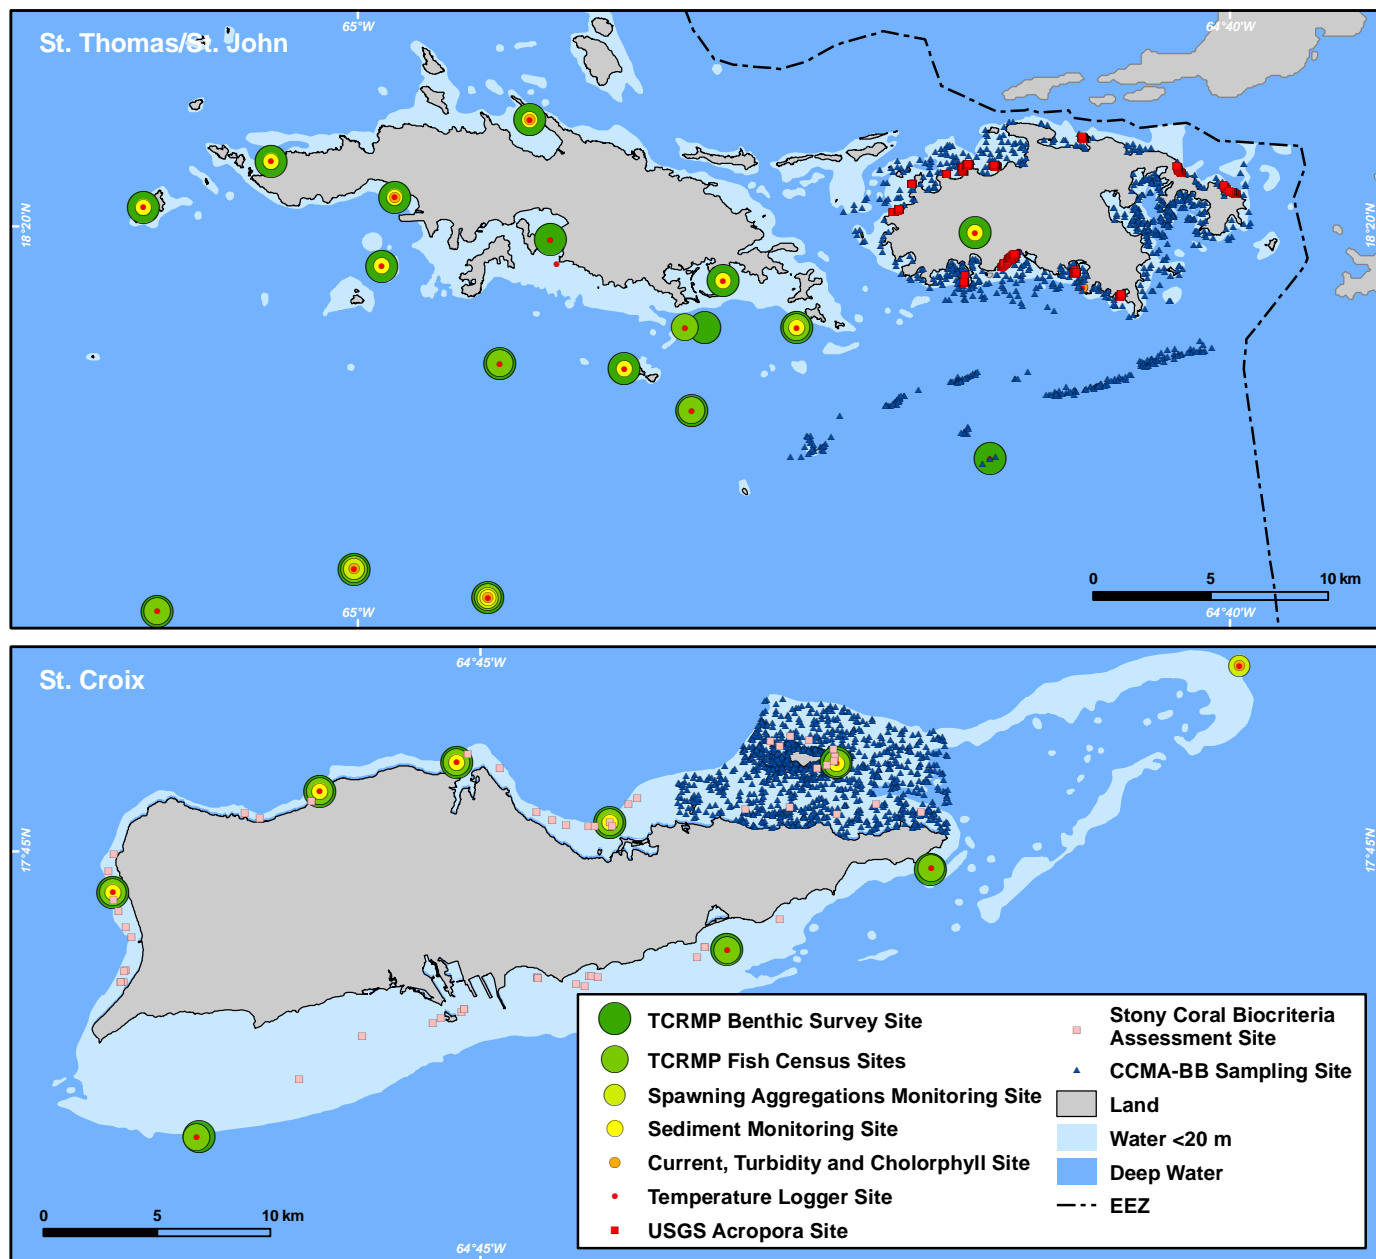 St. Thomas/St. John
65°W
64°40'W
18°20'N
18°20'N
0
5
10 km
65°W
64°40'W
St. Croix
64°45'W
17°45'N
17°45'N
TCRMP Benthic Survey Site
TCRMP Fish Census Sites
Spawning Aggregations Monitoring Site
Sediment Monitoring Site
Current, Turbidity and Cholorphyll Site
Temperature Logger Site
USGS Acropora Site
Stony Coral Biocriteria
Assessment Site
CCMA-BB Sampling Site
Land
Water <20 m
Deep Water
EEZ
0
5
10 km
64°45'W